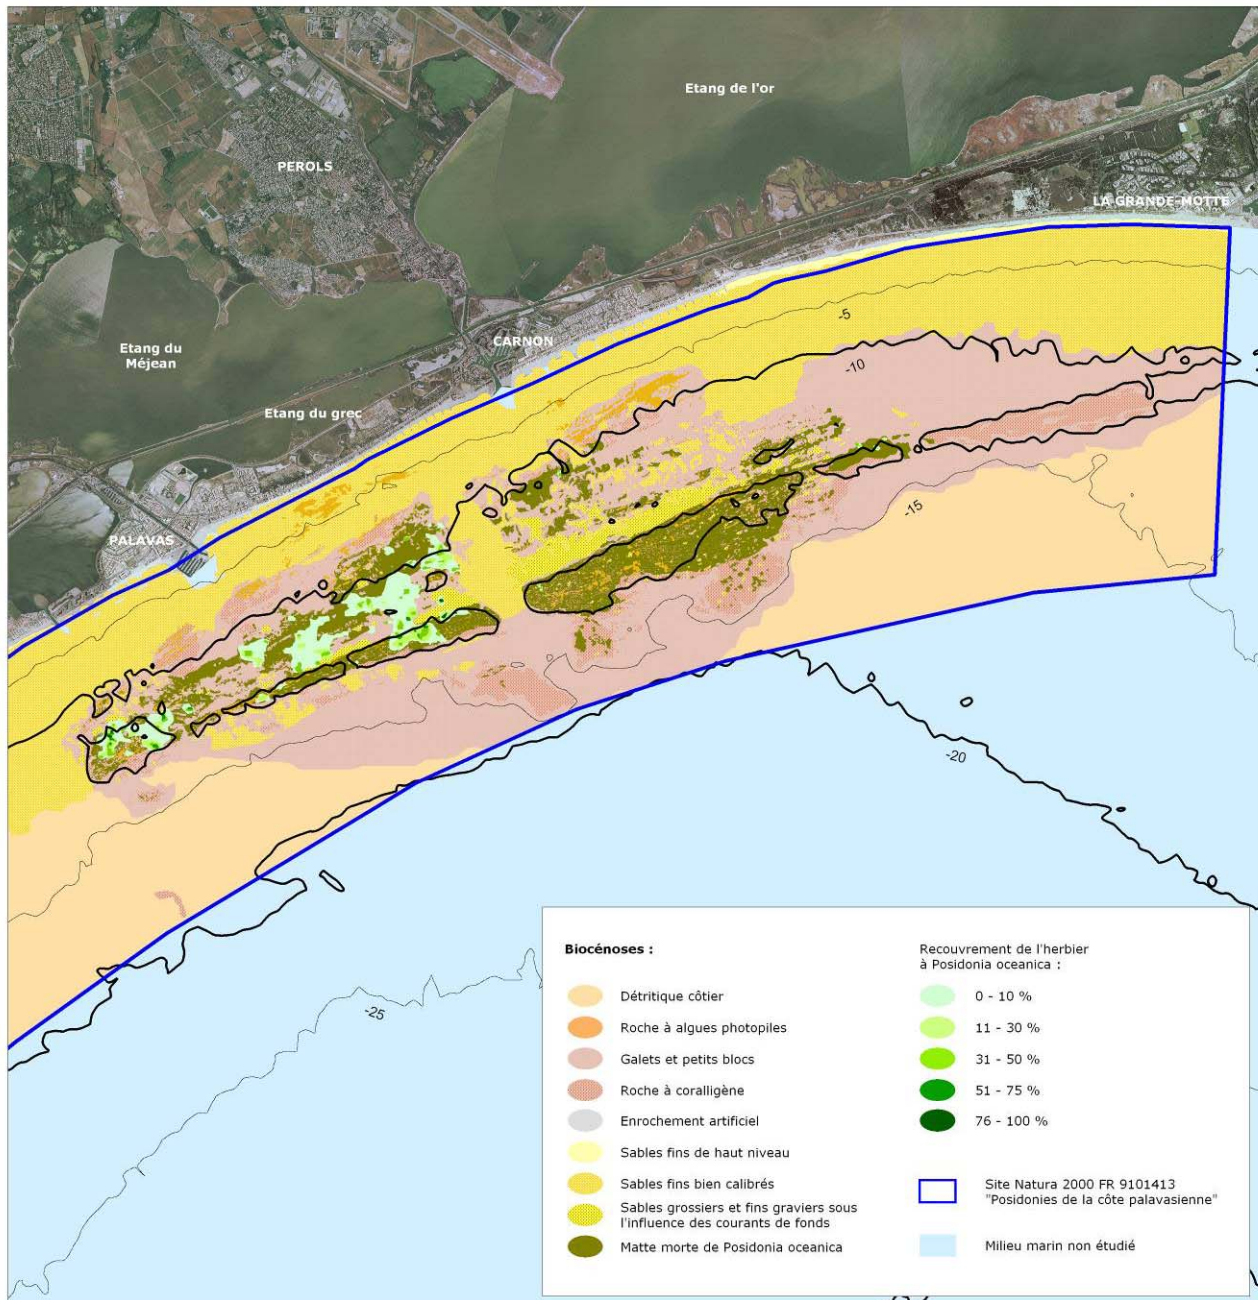 Etang de l'or
PEROLS
LA GRANDE-MOTTE
-5
Etang du
Méjean
CARNON
-10
Etang du grec
-15
PALAVAS
-20
-25
Biocénoses :
Détritique côtier
Roche à algues photopiles
Galets et petits blocs
Roche à coralligène
Enrochement artificiel
Sables fins de haut niveau
Sables fins bien calibrés
Sables grossiers et fins graviers sous
l'influence des courants de fonds
Matte morte de Posidonia oceanica
Recouvrement de l'herbier
à Posidonia oceanica :
0 - 10 %
11 - 30 %
31 - 50 %
51 - 75 %
76 - 100 %
Site Natura 2000 FR 9101413
"Posidonies de la côte palavasienne"
Milieu marin non étudié